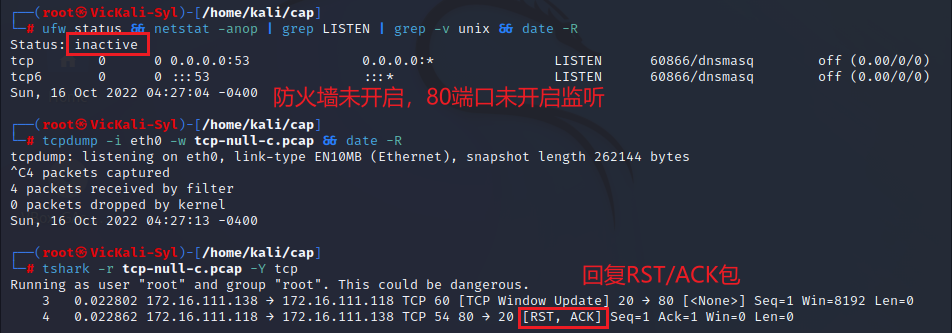 ┌──(root㉿VicKali-Syl)-[/home/kali/cap]
└─# ufw status && netstat -anop | grep LISTEN | grep -v unix && date -R
Status: inactive
tcp        0      0 0.0.0.0:53              0.0.0.0:*               LISTEN      60866/dnsmasq        off (0.00/0/0)
tcp6       0      0 :::53                   :::*                    LISTEN      60866/dnsmasq        off (0.00/0/0)
Sun, 16 Oct 2022 04:27:04 -0400
防火墙未开启，80端口未开启监听
┌──(root㉿VicKali-Syl)-[/home/kali/cap]
└─# tcpdump -i eth0 -w tcp-null-c.pcap && date -R
tcpdump: listening on eth0, link-type EN10MB (Ethernet), snapshot length 262144 bytes
^C4 packets captured
4 packets received by filter
0 packets dropped by kernel
Sun, 16 Oct 2022 04:27:13 -0400
┌──(root㉿VicKali-Syl)-[/home/kali/cap]
└─# tshark -r tcp-null-c.pcap -Y tcp
回复RST/ACK包
Running as user "root" and group "root". This could be dangerous.
    3   0.022802 172.16.111.138 → 172.16.111.118 TCP 60 [TCP Window Update] 20 → 80 [<None>] Seq=1 Win=8192 Len=0
    4   0.022862 172.16.111.118 → 172.16.111.138 TCP 54 80 → 20 [RST, ACK] Seq=1 Ack=1 Win=0 Len=0